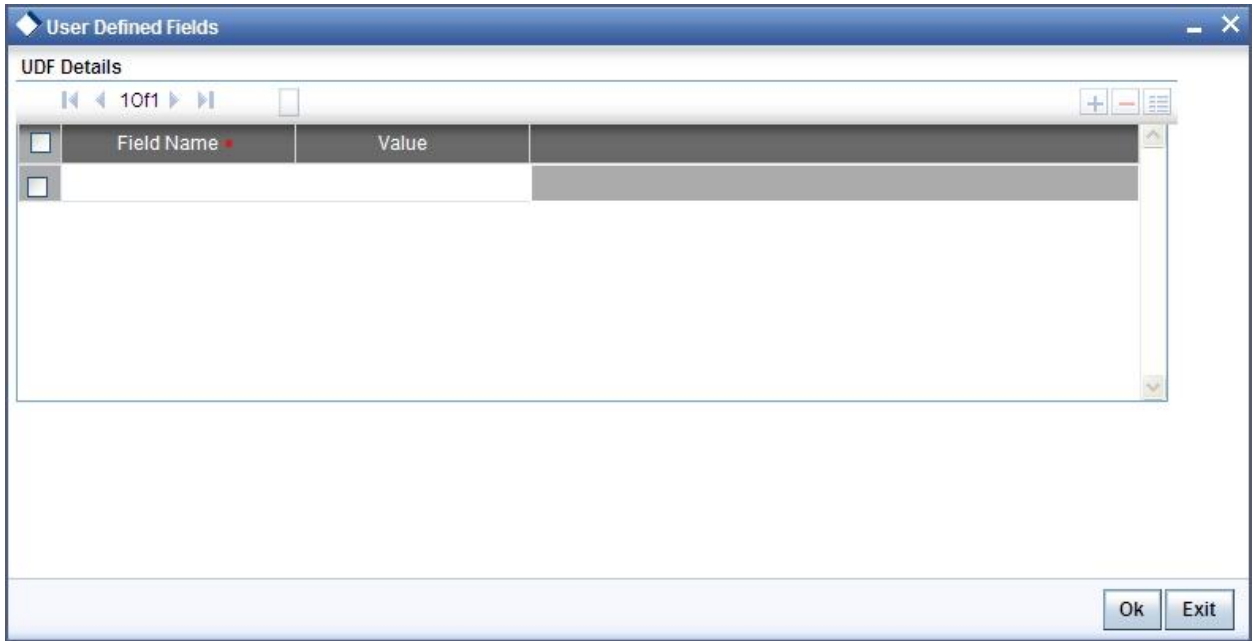 User Defined Fields
UDF Details
1Of1
Field Name * Value
Ok Exit